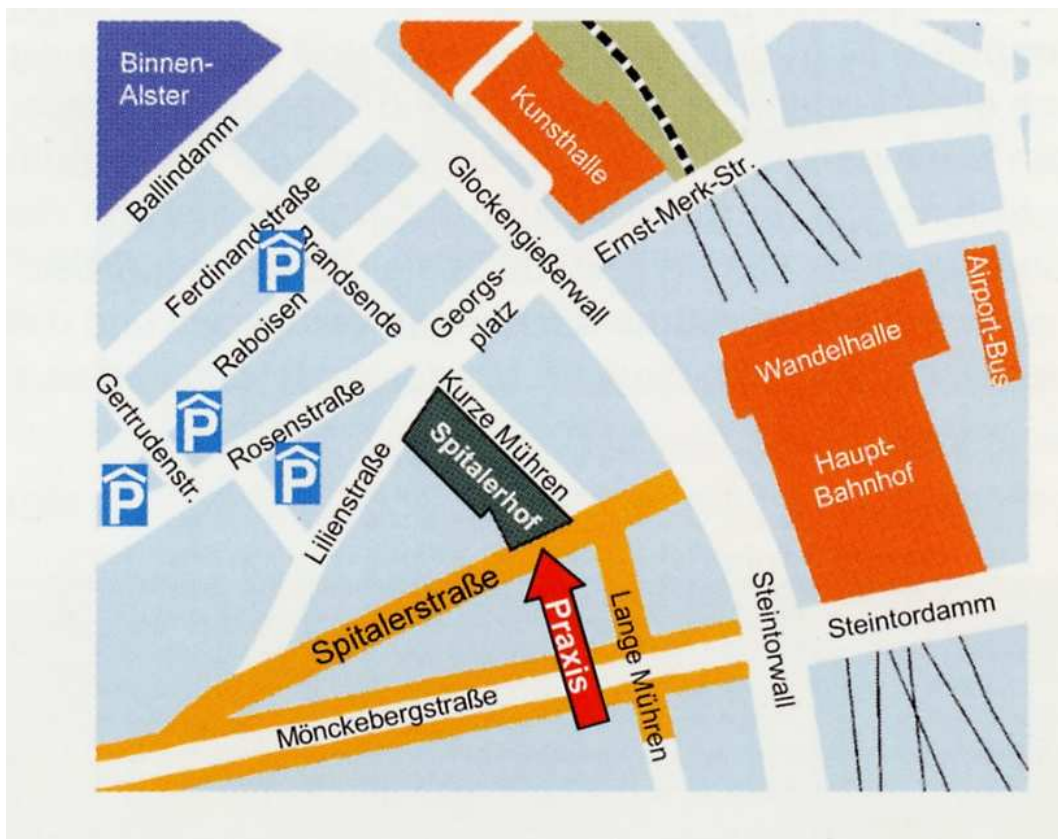 Binnen-
Alster
Kunsthalle
Ballindamm
Glockengießerwall
Ernst-Merk-Str.
Ferdinandstraße
Brandsende
P
Georgs-
platz
Airport-Bus
Raboisen
Wandelhalle
Gertrudenstr.
P
Rosenstraße
Kurze Mühren
Spitalerhof
Haupt-
Bahnhof
P
P
Lilienstraße
Spitalerstraße
Praxis
Lange Mühren
Steintorwall
Steintordamm
Mönckebergstraße